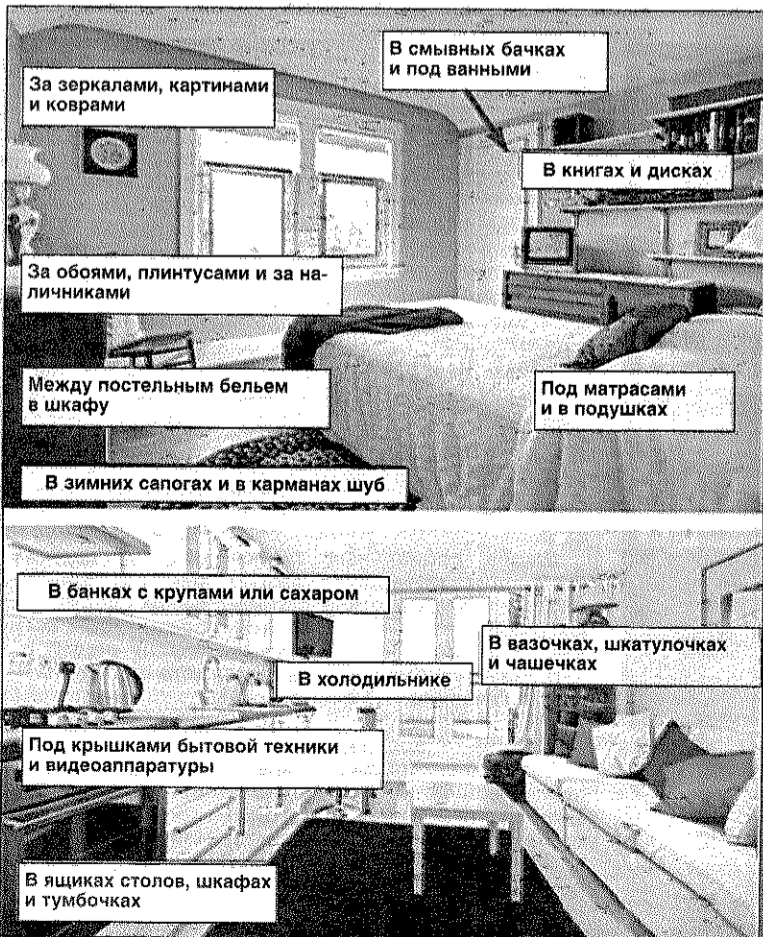 В смывных бачках
и под ванными
За зеркалами, картинами
и коврами
В книгах и дисках
За обоями, плинтусами и за на-
личниками
Между постельным бельем
в шкафу
Под матрасами
и в подушках
В зимних сапогах и в карманах шуб
В банках с крупами или сахаром
В вазочках, шкатулочках
и чашечках
В холодильнике
Под крышками бытовой техники
и видеоаппаратуры
В ящиках столов, шкафах
и тумбочках